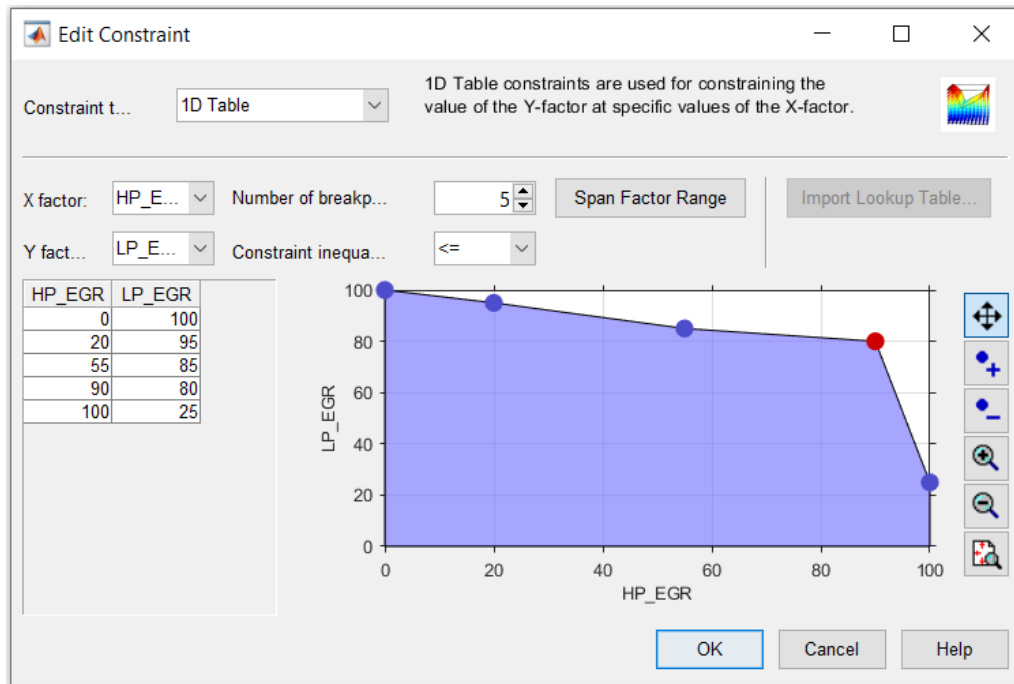 Edit Constraint
Constraint t...
1D Table
1D Table constraints are used for constraining the
value of the Y-factor at specific values of the X-factor.
X factor:
HP_E...
Number of breakp...
5
Span Factor Range
Import Lookup Table...
Y fact...
LP_E...
Constraint inequa...
<=
HP_EGR LP_EGR
0 100
20 95
55 85
90 80
100 25
100
80
60
40
20
0
LP_EGR
0 20 40 60 80 100
HP_EGR
OK
Cancel
Help